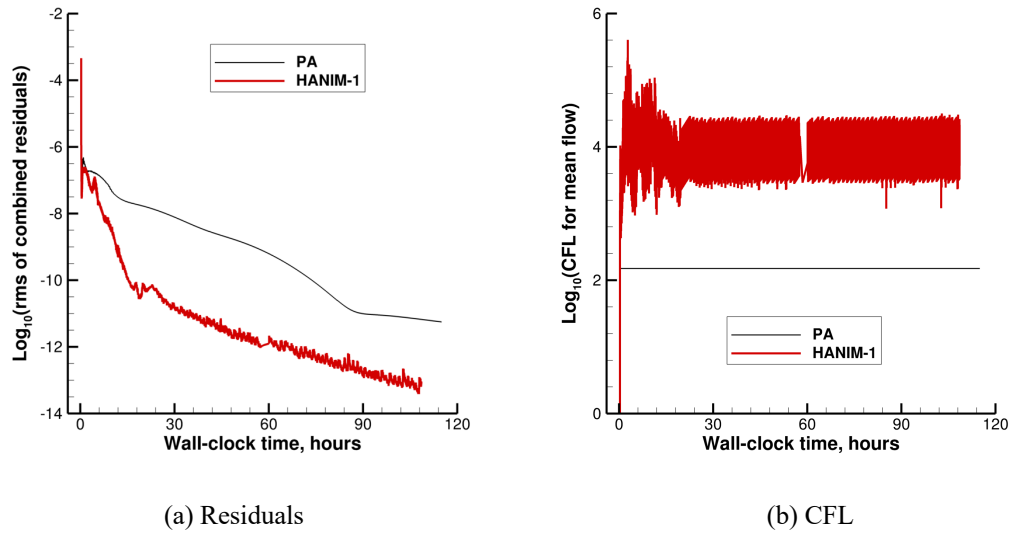 -2
-4
-6
-8
-10
-12
-14
Log10(rms of combined residuals)
PA
HANIM-1
0
30
60
90
120
Wall-clock time, hours
(a) Residuals
6
4
2
0
Log10(CFL for mean flow)
PA
HANIM-1
0
30
60
90
120
Wall-clock time, hours
(b) CFL